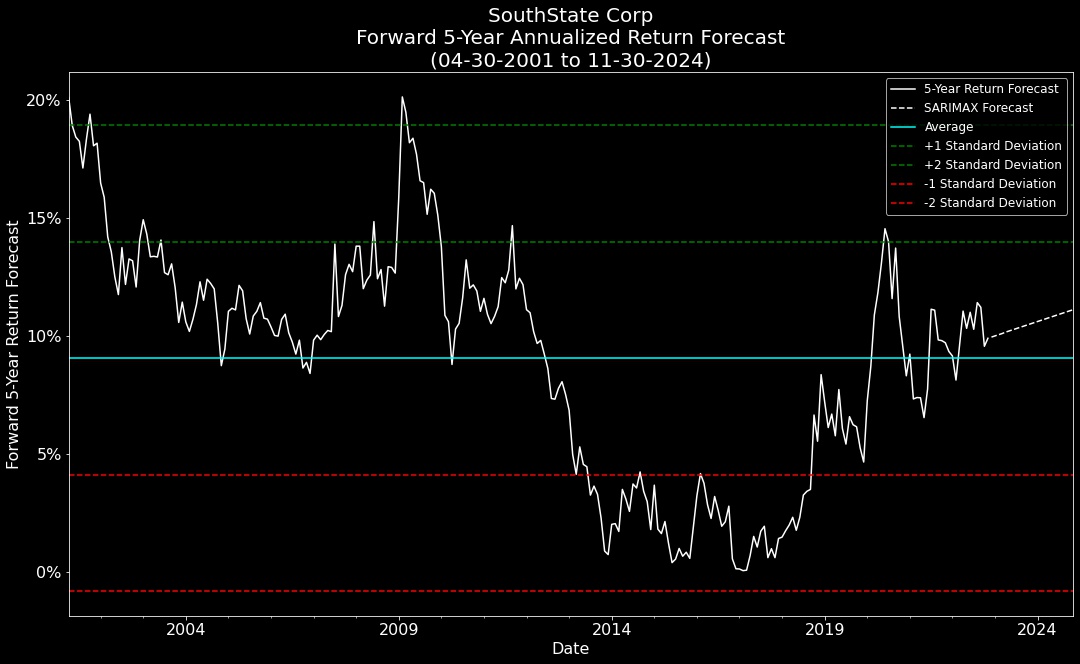 SouthState Corp
Forward 5-Year Annualized Return Forecast
(04-30-2001 to 11-30-2024)
5-Year Return Forecast
SARIMAX Forecast
Average
+1 Standard Deviation
+2 Standard Deviation
-1 Standard Deviation
-2 Standard Deviation
Forward 5-Year Return Forecast
20%
15%
10%
5%
0%
2004
2009
2014
2019
2024
Date